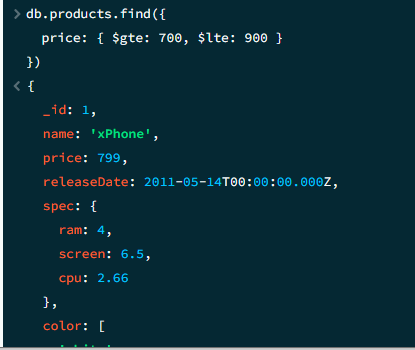 > db.products.find({
price: { $gte: 700, $lte: 900 }
})
< {
_id: 1,
name: 'xPhone',
price: 799,
releaseDate: 2011-05-14T00:00:00.000Z,
spec: {
ram: 4,
screen: 6.5,
cpu: 2.66
},
color: [